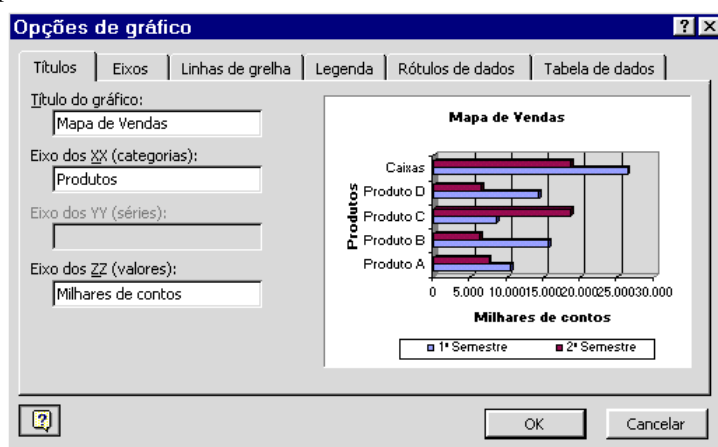 Opções de gráfico
Títulos Eixos Linhas de grelha Legenda Rótulos de dados Tabela de dados
Título do gráfico:
Mapa de Vendas
Eixo dos XX (categorias):
Produtos
Eixo dos YY (séries):
Eixo dos ZZ (valores):
Milhares de contos
Mapa de Vendas
Produtos
Caixas
Produto D
Produto C
Produto B
Produto A
0 5.000 10.000 15.000 20.000 25.000 30.000
Milhares de contos
1º Semestre 2º Semestre
OK Cancelar